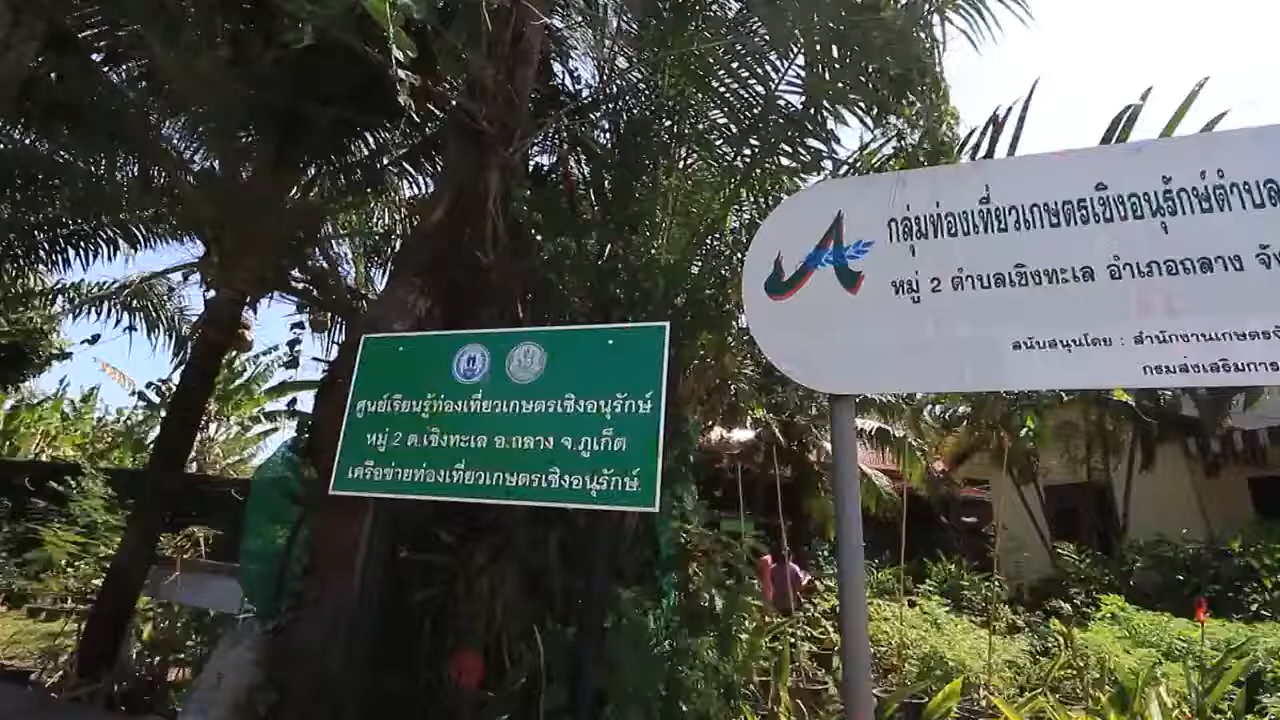 ศูนย์เรียนรู้ท่องเที่ยวเกษตรเชิงอนุรักษ์
หมู่ 2 ต.เชิงทะเล อ.ถลาง จ.ภูเก็ต
เครือข่ายท่องเที่ยวเกษตรเชิงอนุรักษ์.
กลุ่มท่องเที่ยวเกษตรเชิงอนุรักษ์ตำบล
หมู่ 2 ตำบลเชิงทะเล อำเภอถลาง
สนับสนุนโดย : สำนักงานเกษตร
กรมส่งเสริมการ